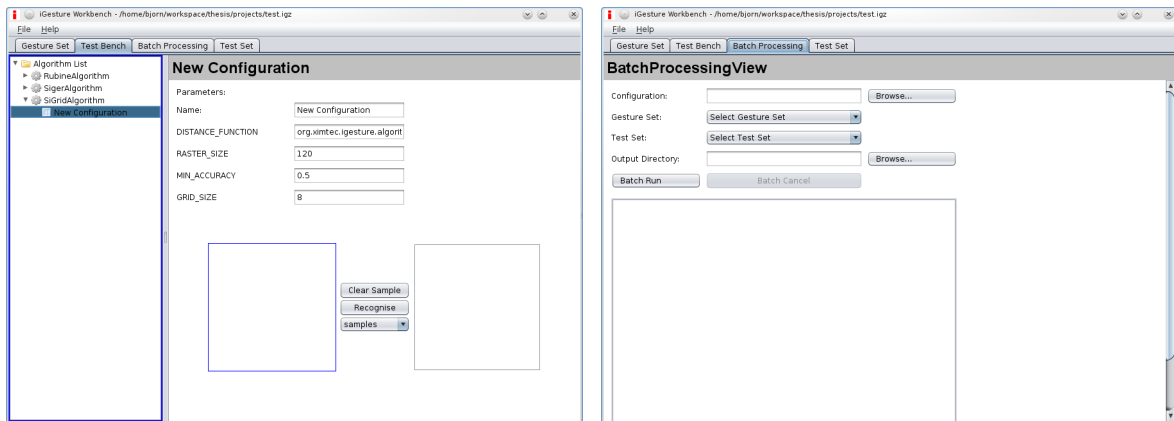 iGesture Workbench - /home/bjorn/workspace/thesis/projects/test.igz
File Help
Gesture Set Test Bench Batch Processing Test Set
Algorithm List
RubineAlgorithm
SigerAlgorithm
SiGridAlgorithm
New Configuration
New Configuration
Parameters:
Name: New Configuration
DISTANCE_FUNCTION org.ximtec.igesture.algorit
RASTER_SIZE 120
MIN_ACCURACY 0.5
GRID_SIZE 8
Clear Sample
Recognise
samples
iGesture Workbench - /home/bjorn/workspace/thesis/projects/test.igz
File Help
Gesture Set Test Bench Batch Processing Test Set
BatchProcessingView
Configuration: Browse...
Gesture Set: Select Gesture Set
Test Set: Select Test Set
Output Directory: Browse...
Batch Run Batch Cancel